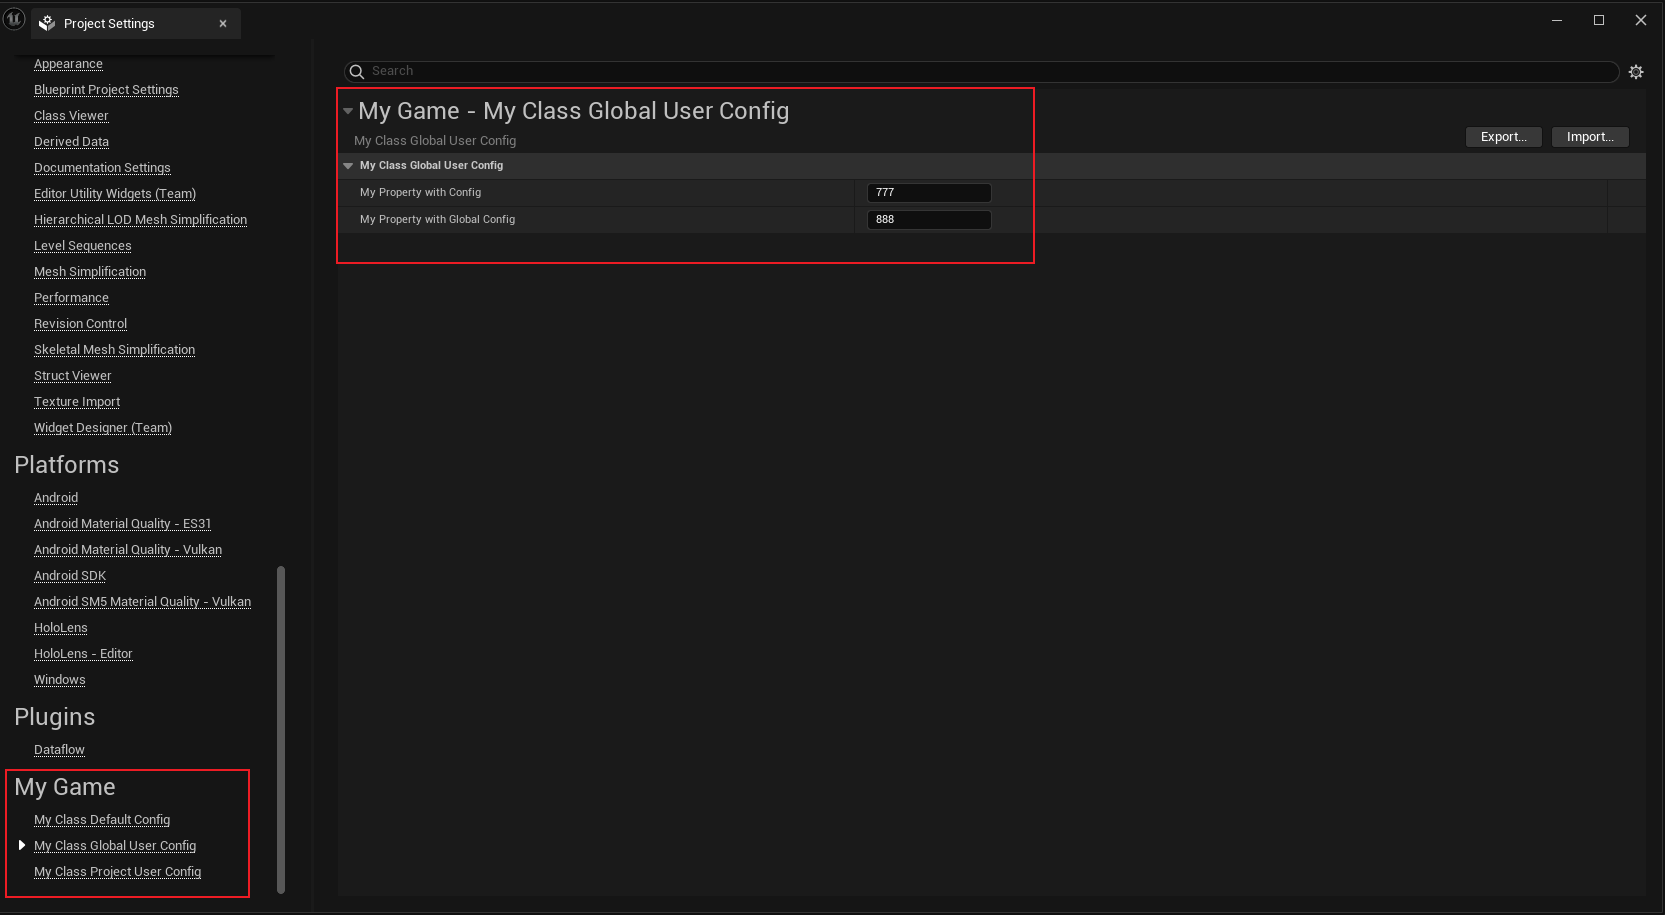 Project Settings
Appearance
Blueprint Project Settings
Class Viewer
Derived Data
Documentation Settings
Editor Utility Widgets (Team)
Hierarchical LOD Mesh Simplification
Level Sequences
Mesh Simplification
Performance
Revision Control
Skeletal Mesh Simplification
Struct Viewer
Texture Import
Widget Designer (Team)
Platforms
Android
Android Material Quality - ES31
Android Material Quality - Vulkan
Android SDK
Android SM5 Material Quality - Vulkan
HoloLens
HoloLens - Editor
Windows
Plugins
Dataflow
My Game
My Class Default Config
My Class Global User Config
My Class Project User Config
Search
My Game - My Class Global User Config
My Class Global User Config
Export... Import...
My Class Global User Config
My Property with Config 777
My Property with Global Config 888